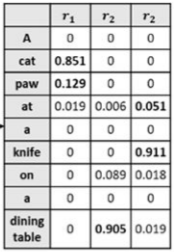 r₁ r₂ r₂
A 0 0 0
cat 0.851 0 0
paw 0.129 0 0
at 0.019 0.006 0.051
a 0 0 0
knife 0 0 0.911
on 0 0.089 0.018
a 0 0 0
dining
table 0 0.905 0.019